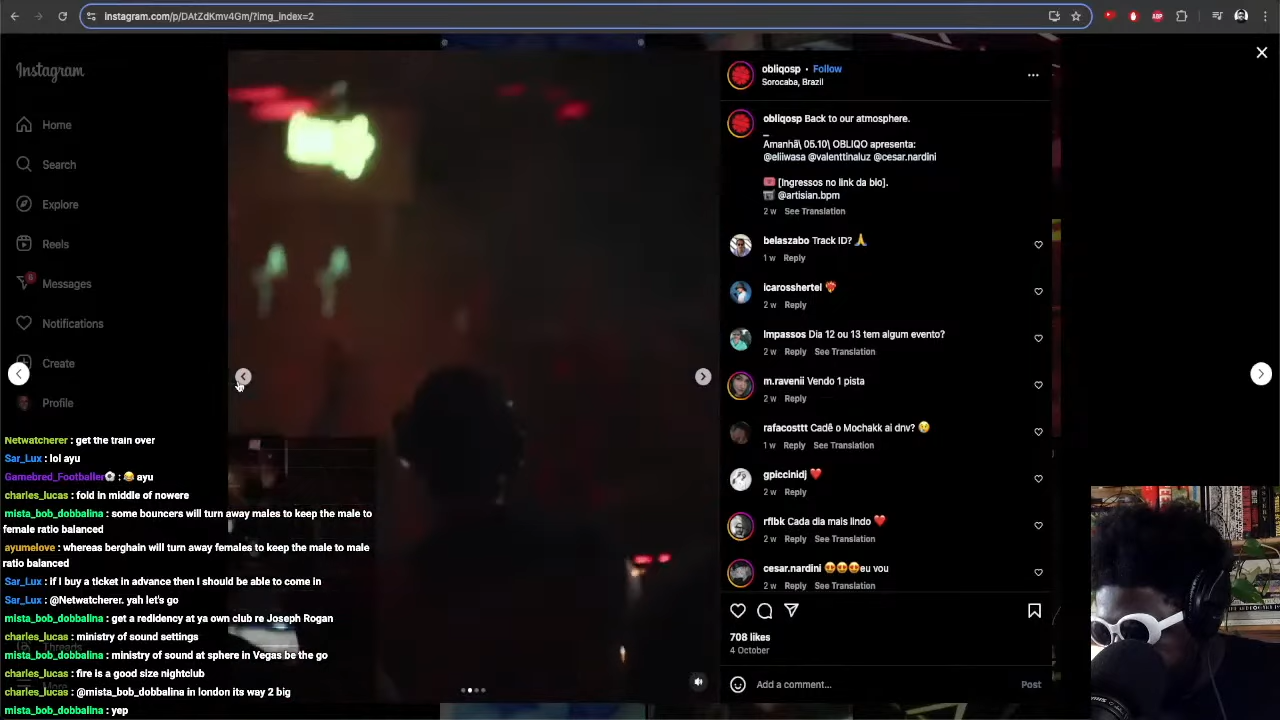 instagram.com/p/DAtZdKmv4Gm/?img_index=2
Instagram
Home
Search
Explore
Reels
Messages
Notifications
Create
Profile
Threads
More
obliqosp • Follow
Sorocaba, Brazil
obliqosp Back to our atmosphere.
_
Amanhã\ 05.10\ OBLIQO apresenta:
@eliiwasa @valenttinaluz @cesar.nardini
[Ingressos no link da bio].
@artisian.bpm
2 w See Translation
belaszabo Track ID? 🙏
1 w Reply
icarosshertel ❤️‍🔥
2 w Reply
lmpassos Dia 12 ou 13 tem algum evento?
2 w Reply See Translation
m.ravenii Vendo 1 pista
2 w Reply
rafacosttt Cadê o Mochakk ai dnv? 😢
1 w Reply See Translation
gpiccinidj ❤️
2 w Reply
rflbk Cada dia mais lindo ❤️
2 w Reply See Translation
cesar.nardini 😍😍😍eu vou
2 w Reply See Translation
708 likes
4 October
Add a comment... Post
Netwatcherer : get the train over
Sar_Lux : lol ayu
Gamebred_Footballer⚽ : 😂 ayu
charles_lucas : fold in middle of nowere
mista_bob_dobbalina : some bouncers will turn away males to keep the male to
female ratio balanced
ayumelove : whereas berghain will turn away females to keep the male to male
ratio balanced
Sar_Lux : if I buy a ticket in advance then I should be able to come in
Sar_Lux : @Netwatcherer. yah let's go
mista_bob_dobbalina : get a redidency at ya own club re Joseph Rogan
charles_lucas : ministry of sound settings
mista_bob_dobbalina : ministry of sound at sphere in Vegas be the go
charles_lucas : fire is a good size nightclub
charles_lucas : @mista_bob_dobbalina in london its way 2 big
mista_bob_dobbalina : yep